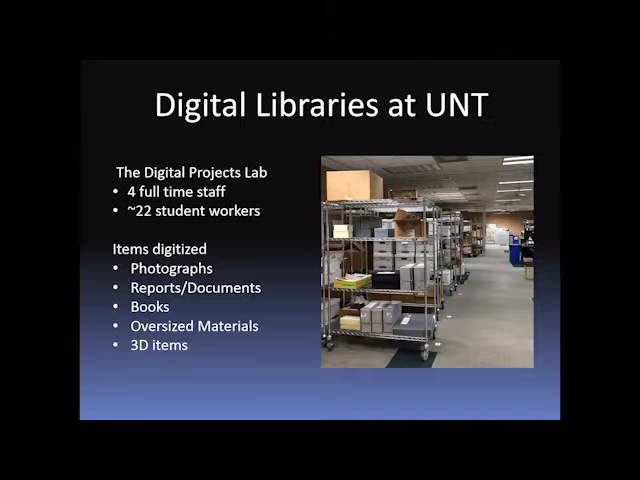 Digital Libraries at UNT
The Digital Projects Lab
• 4 full time staff
• ~22 student workers
Items digitized
• Photographs
• Reports/Documents
• Books
• Oversized Materials
• 3D items